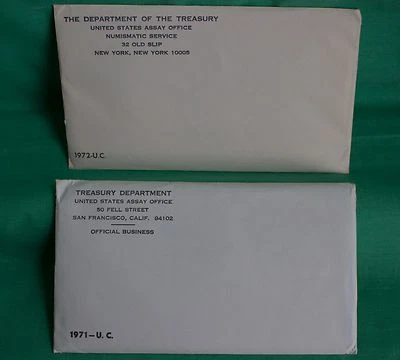 THE DEPARTMENT OF THE TREASURY
UNITED STATES ASSAY OFFICE
NUMISMATIC SERVICE
32 OLD SLIP
NEW YORK, NEW YORK 10005
1972-U.C.
TREASURY DEPARTMENT
UNITED STATES ASSAY OFFICE
50 FELL STREET
SAN FRANCISCO, CALIF. 94102
OFFICIAL BUSINESS
1971-U. C.